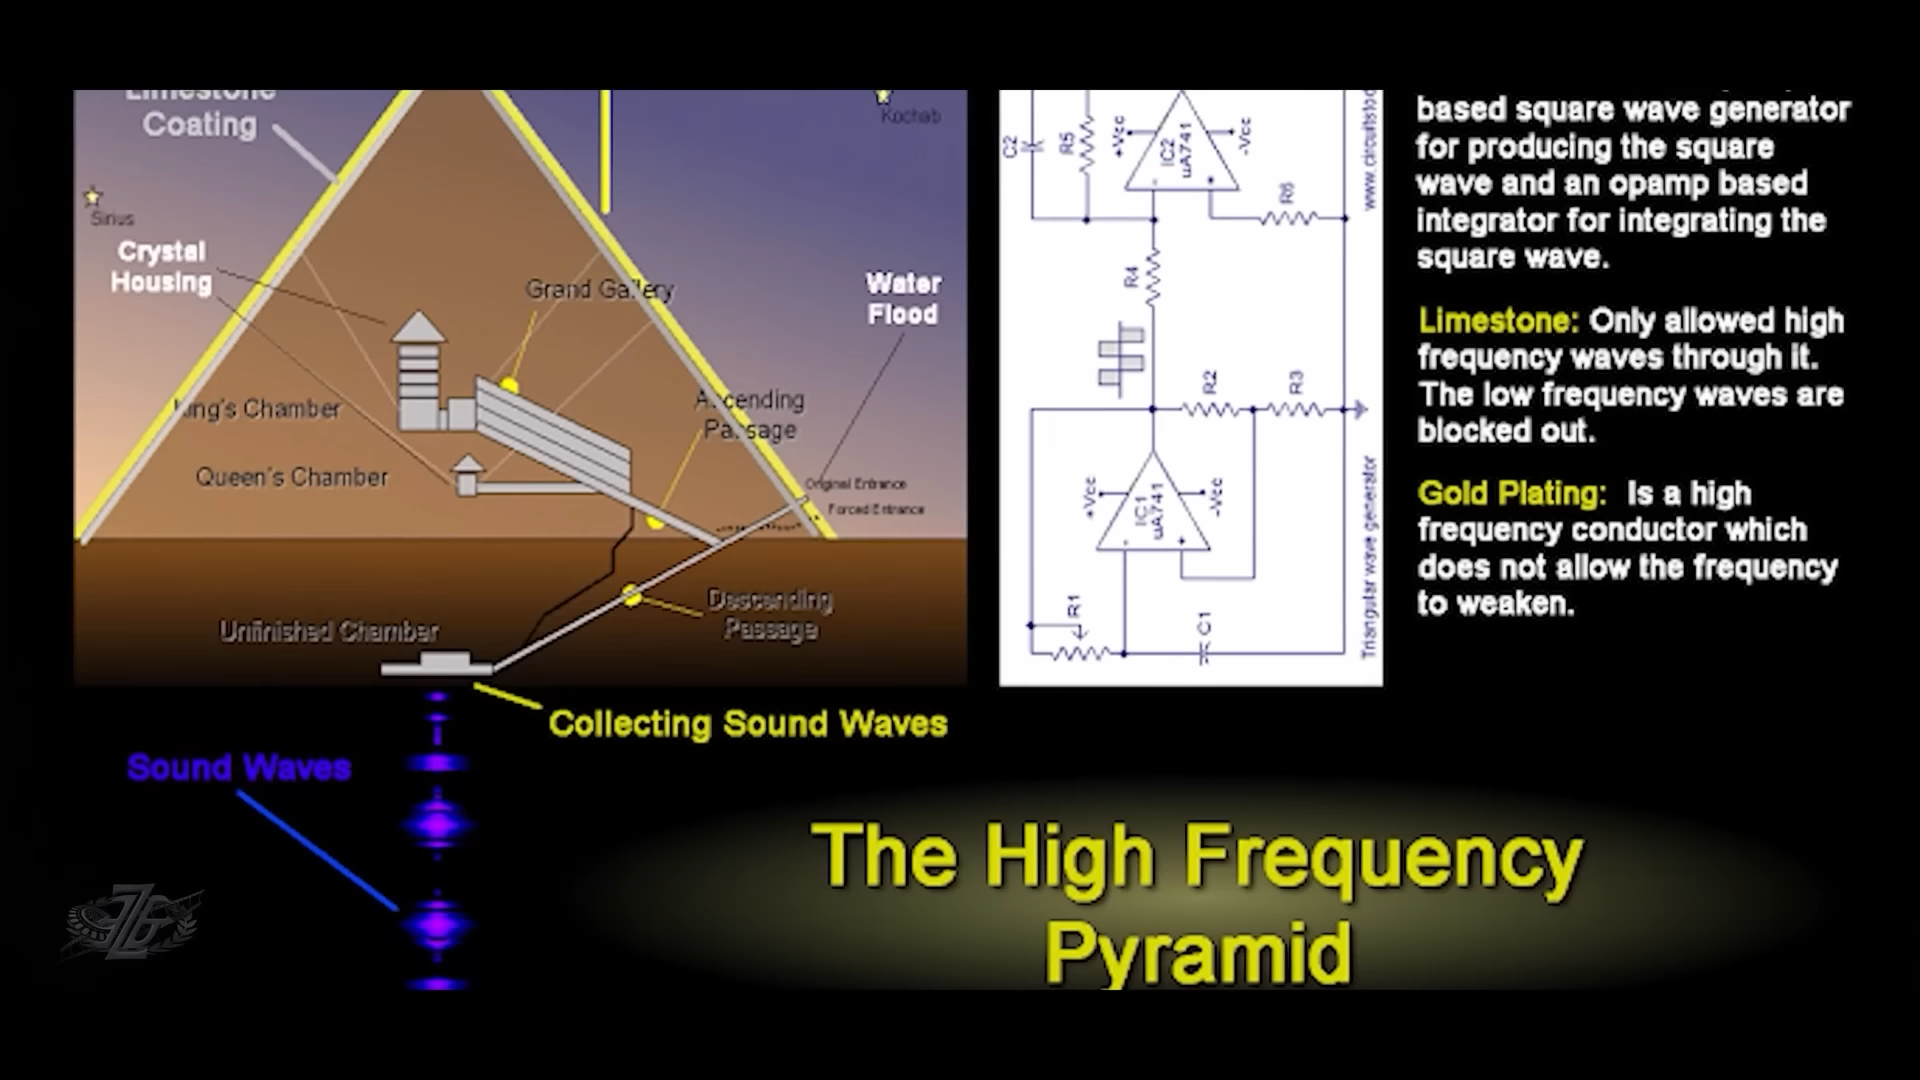 Limestone
Coating
Kochab
Sirius
Crystal
Housing
Grand Gallery
Water
Flood
King's Chamber
Ascending
Passage
Queen's Chamber
Original Entrance
Forced Entrance
Descending
Passage
Unfinished Chamber
Collecting Sound Waves
Sound Waves
C2
R5
+Vcc
IC2
uA741
-Vcc
R6
R4
R2
R3
+Vcc
IC1
uA741
-Vcc
R1
C1
Triangular wave generator
based square wave generator
for producing the square
wave and an opamp based
integrator for integrating the
square wave.
Limestone: Only allowed high
frequency waves through it.
The low frequency waves are
blocked out.
Gold Plating: Is a high
frequency conductor which
does not allow the frequency
to weaken.
The High Frequency
Pyramid